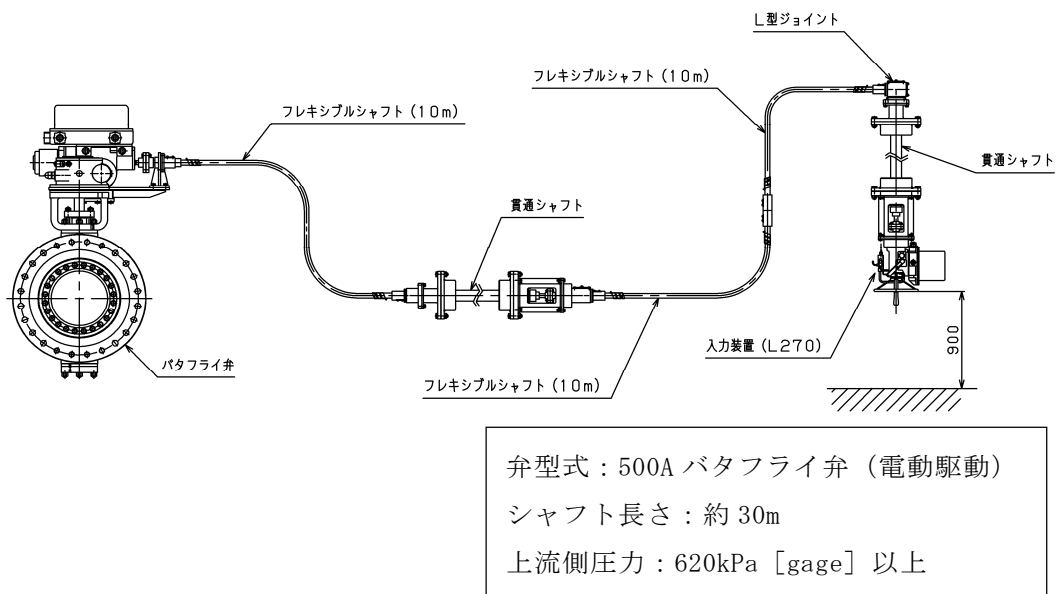 L型ジョイント
フレキシブルシャフト(10m)
フレキシブルシャフト(10m)
貫通シャフト
貫通シャフト
入力装置(L270)
900
バタフライ弁
フレキシブルシャフト(10m)
弁型式:500A バタフライ弁(電動駆動)
シャフト長さ:約 30m
上流側圧力:620kPa [gage] 以上